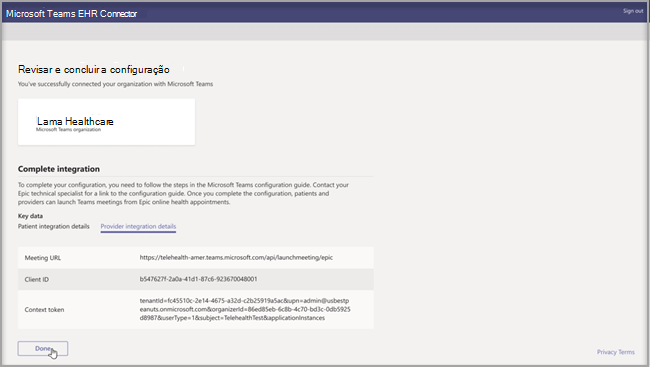 Microsoft Teams EHR Connector
Sign out
Revisar e concluir a configuração
You've successfully connected your organization with Microsoft Teams
Lama Healthcare
Microsoft Teams organization
Complete integration
To complete your configuration, you need to follow the steps in the Microsoft Teams configuration guide. Contact your
Epic technical specialist for a link to the configuration guide. Once you complete the configuration, patients and
providers can launch Teams meetings from Epic online health appointments.
Key data
Patient integration details Provider integration details
Meeting URL https://telehealth-amer.teams.microsoft.com/api/launchmeeting/epic
Client ID b547627f-2a0a-41d1-87c6-923670048001
Context token
tenantId=fc45510c-2e14-4675-a32d-c2b25919a5ac&upn=admin@usbestp
eanuts.onmicrosoft.com&organizerId=86ed85eb-6c8b-4c70-bd3c-0db5925
d8987&userType=1&subject=TelehealthTest&applicationInstances
Done
Privacy Terms